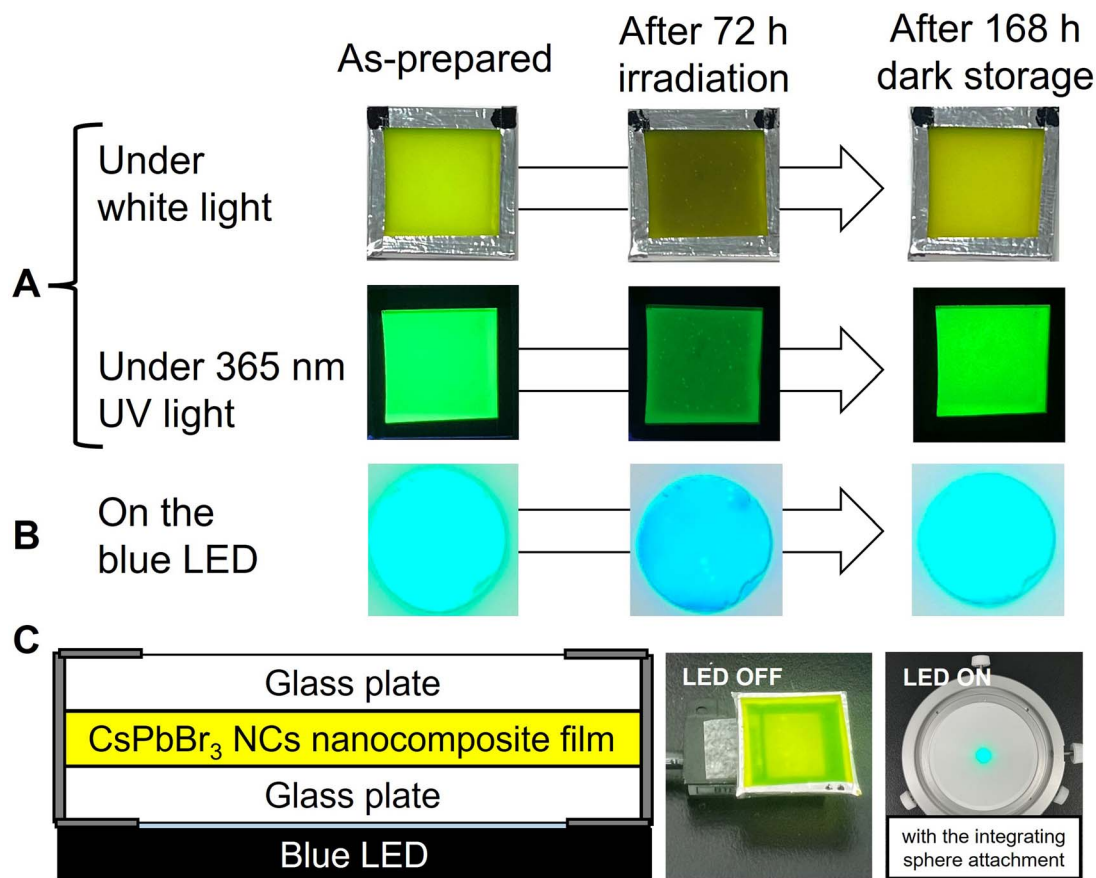 As-prepared
After 72 h
irradiation
After 168 h
dark storage
A
Under
white light
Under 365 nm
UV light
B
On the
blue LED
C
Glass plate
CsPbBr₃ NCs nanocomposite film
Glass plate
Blue LED
LED OFF
LED ON
with the integrating
sphere attachment